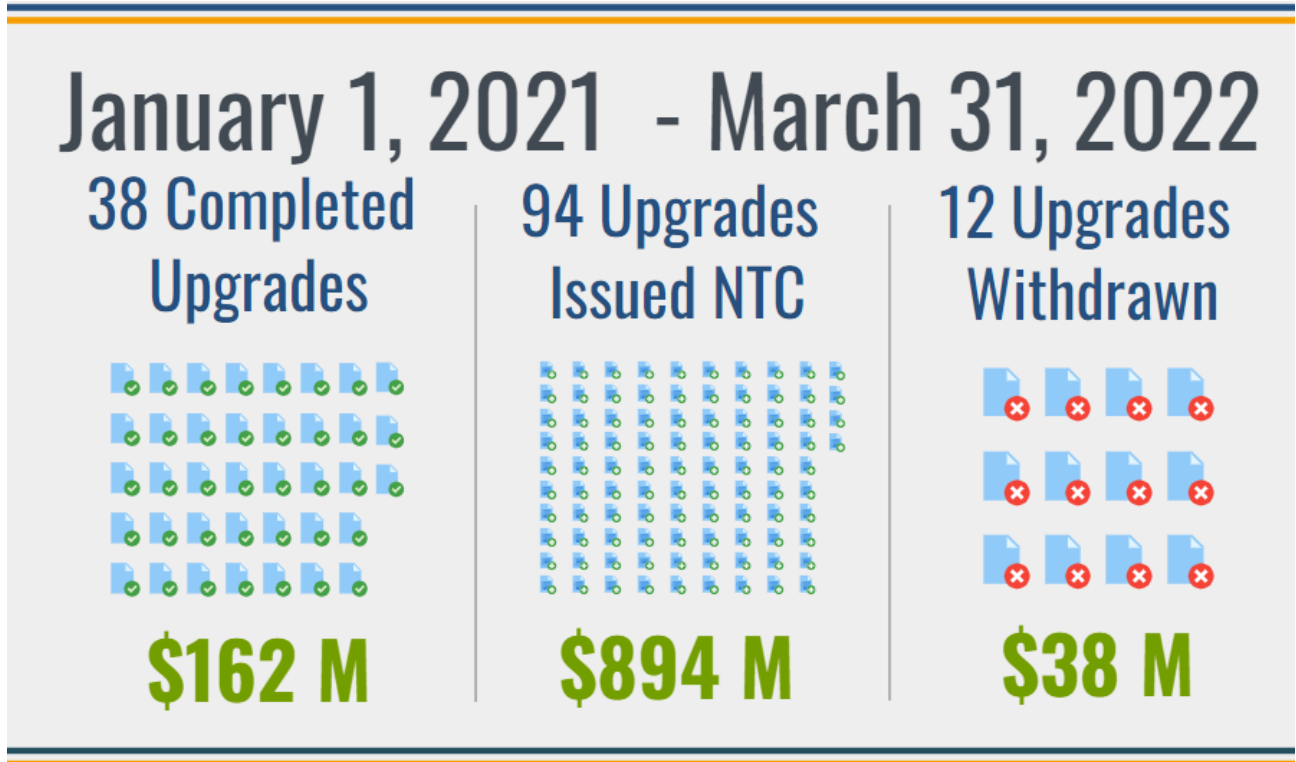 January 1, 2021 - March 31, 2022
38 Completed
Upgrades
94 Upgrades
Issued NTC
12 Upgrades
Withdrawn
$162 M
$894 M
$38 M